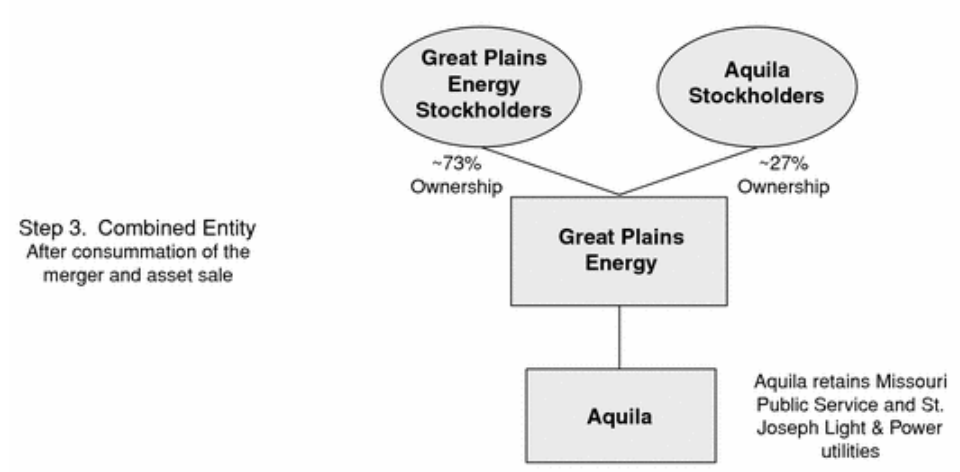 Great Plains
Energy
Stockholders
Aquila
Stockholders
~73%
Ownership
~27%
Ownership
Step 3.  Combined Entity
After consummation of the
merger and asset sale
Great Plains
Energy
Aquila
Aquila retains Missouri
Public Service and St.
Joseph Light & Power
utilities